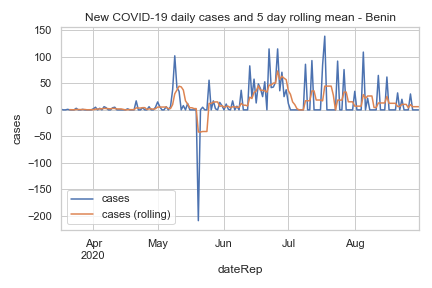 New COVID-19 daily cases and 5 day rolling mean - Benin
150
100
50
0
−50
−100
−150
−200
cases
cases
cases (rolling)
Apr
2020
May
Jun
Jul
Aug
dateRep